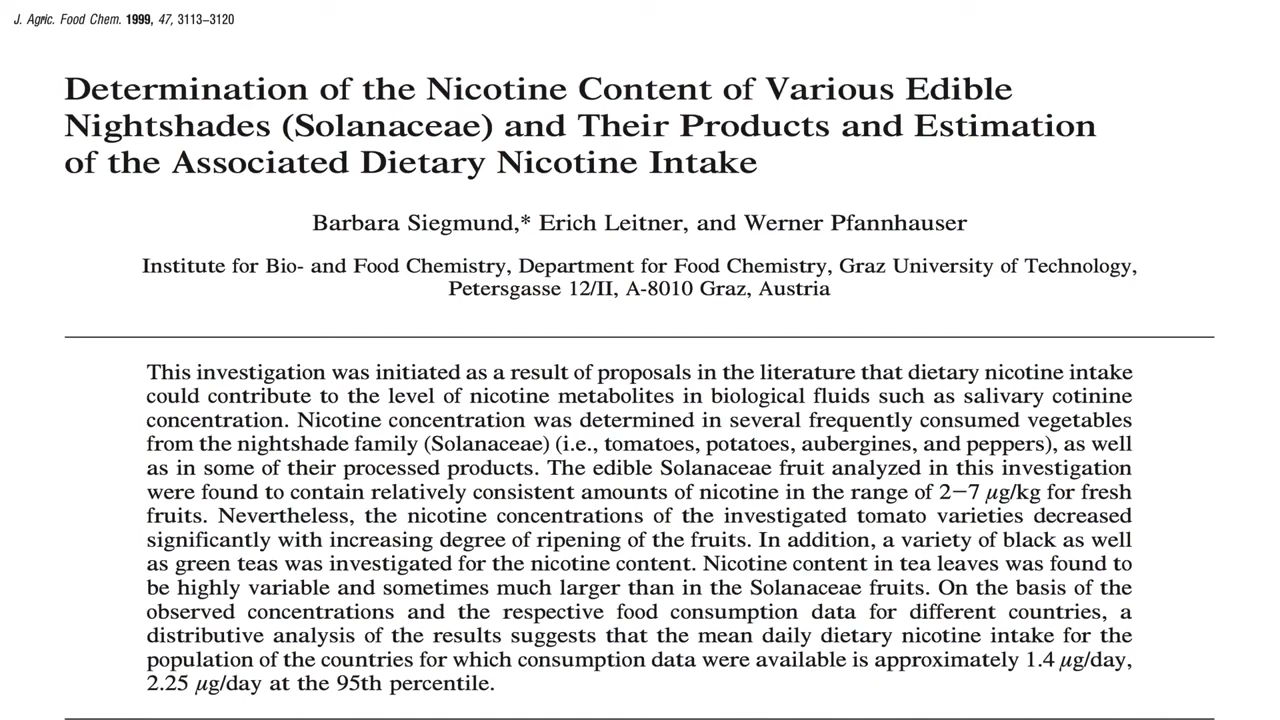 J. Agric. Food Chem. 1999, 47, 3113−3120
Determination of the Nicotine Content of Various Edible
Nightshades (Solanaceae) and Their Products and Estimation
of the Associated Dietary Nicotine Intake
Barbara Siegmund,* Erich Leitner, and Werner Pfannhauser
Institute for Bio- and Food Chemistry, Department for Food Chemistry, Graz University of Technology,
Petersgasse 12/II, A-8010 Graz, Austria
This investigation was initiated as a result of proposals in the literature that dietary nicotine intake
could contribute to the level of nicotine metabolites in biological fluids such as salivary cotinine
concentration. Nicotine concentration was determined in several frequently consumed vegetables
from the nightshade family (Solanaceae) (i.e., tomatoes, potatoes, aubergines, and peppers), as well
as in some of their processed products. The edible Solanaceae fruit analyzed in this investigation
were found to contain relatively consistent amounts of nicotine in the range of 2−7 μg/kg for fresh
fruits. Nevertheless, the nicotine concentrations of the investigated tomato varieties decreased
significantly with increasing degree of ripening of the fruits. In addition, a variety of black as well
as green teas was investigated for the nicotine content. Nicotine content in tea leaves was found to
be highly variable and sometimes much larger than in the Solanaceae fruits. On the basis of the
observed concentrations and the respective food consumption data for different countries, a
distributive analysis of the results suggests that the mean daily dietary nicotine intake for the
population of the countries for which consumption data were available is approximately 1.4 μg/day,
2.25 μg/day at the 95th percentile.